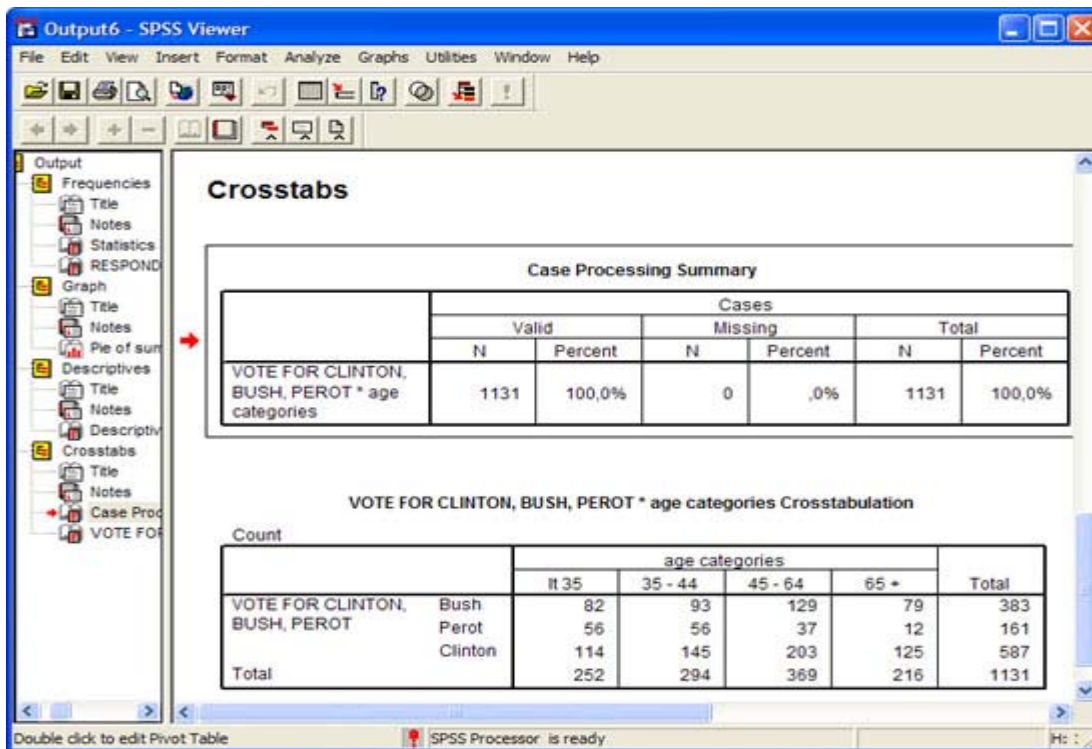 Output6 - SPSS Viewer
File Edit View Insert Format Analyze Graphs Utilities Window Help
Output
Frequencies
Title
Notes
Statistics
RESPOND
Graph
Title
Notes
Pie of sum
Descriptives
Title
Notes
Descriptiv
Crosstabs
Title
Notes
Case Proc
VOTE FOR
Crosstabs
Case Processing Summary
Cases
Valid Missing Total
N Percent N Percent N Percent
VOTE FOR CLINTON,
BUSH, PEROT * age
categories
1131 100,0% 0 ,0% 1131 100,0%
VOTE FOR CLINTON, BUSH, PEROT * age categories Crosstabulation
Count
age categories
lt 35 35 - 44 45 - 64 65 + Total
VOTE FOR CLINTON, Bush 82 93 129 79 383
BUSH, PEROT Perot 56 56 37 12 161
Clinton 114 145 203 125 587
Total 252 294 369 216 1131
Double click to edit Pivot Table SPSS Processor is ready H: :